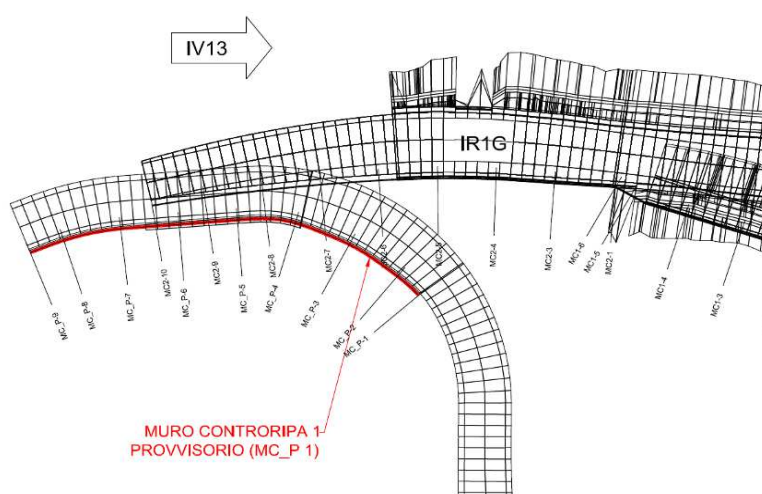 IV13
IR1G
MC_P-9
MC_P-8
MC_P-7
MC2-10
MC_P-6
MC2-9
MC_P-5
MC2-8
MC_P-4
MC2-7
MC_P-3
MC_P-2
MC_P-1
MC2-4
MC2-3
MC1-6
MC1-5
MC2-1
MC1-4
MC1-3
MURO CONTRORIPA 1
PROVVISORIO (MC_P 1)